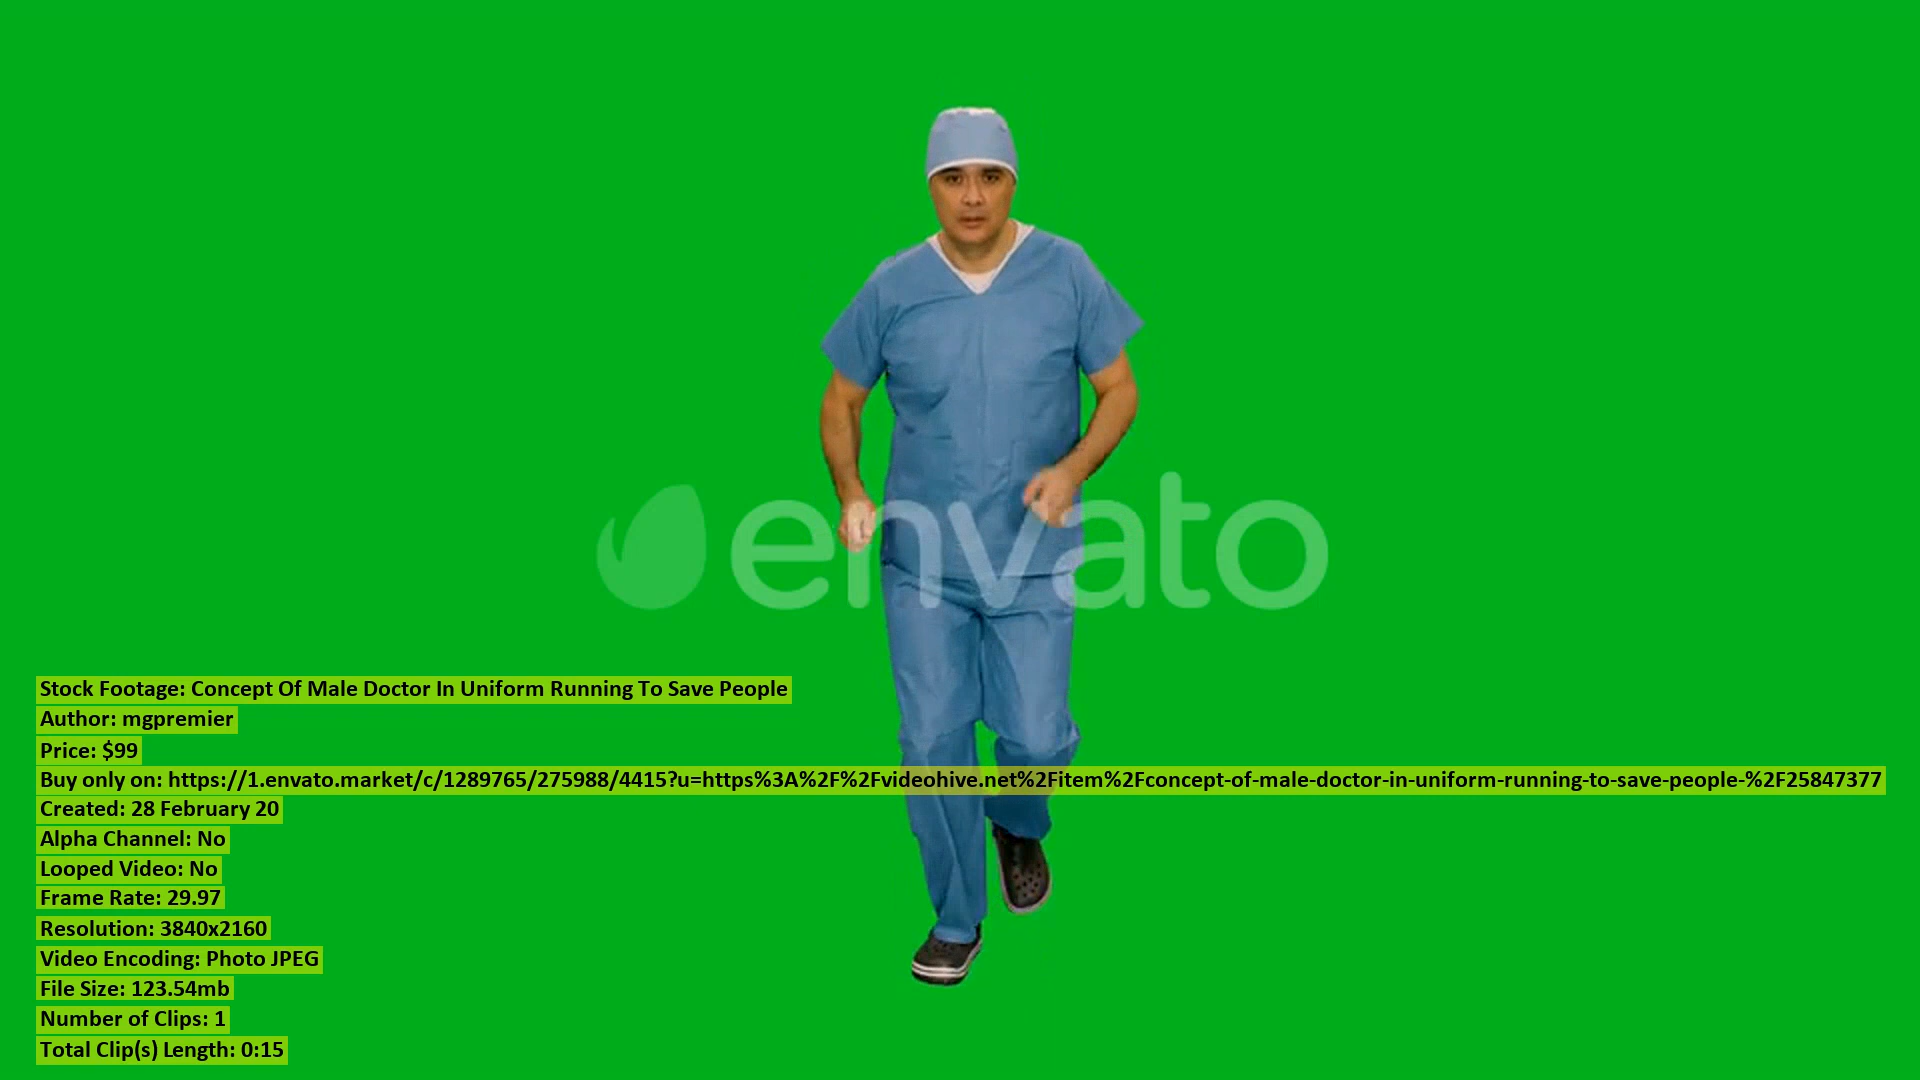 envato
Stock Footage: Concept Of Male Doctor In Uniform Running To Save People
Author: mgpremier
Price: $99
Buy only on: https://1.envato.market/c/1289765/275988/4415?u=https%3A%2F%2Fvideohive.net%2Fitem%2Fconcept-of-male-doctor-in-uniform-running-to-save-people-%2F25847377
Created: 28 February 20
Alpha Channel: No
Looped Video: No
Frame Rate: 29.97
Resolution: 3840x2160
Video Encoding: Photo JPEG
File Size: 123.54mb
Number of Clips: 1
Total Clip(s) Length: 0:15